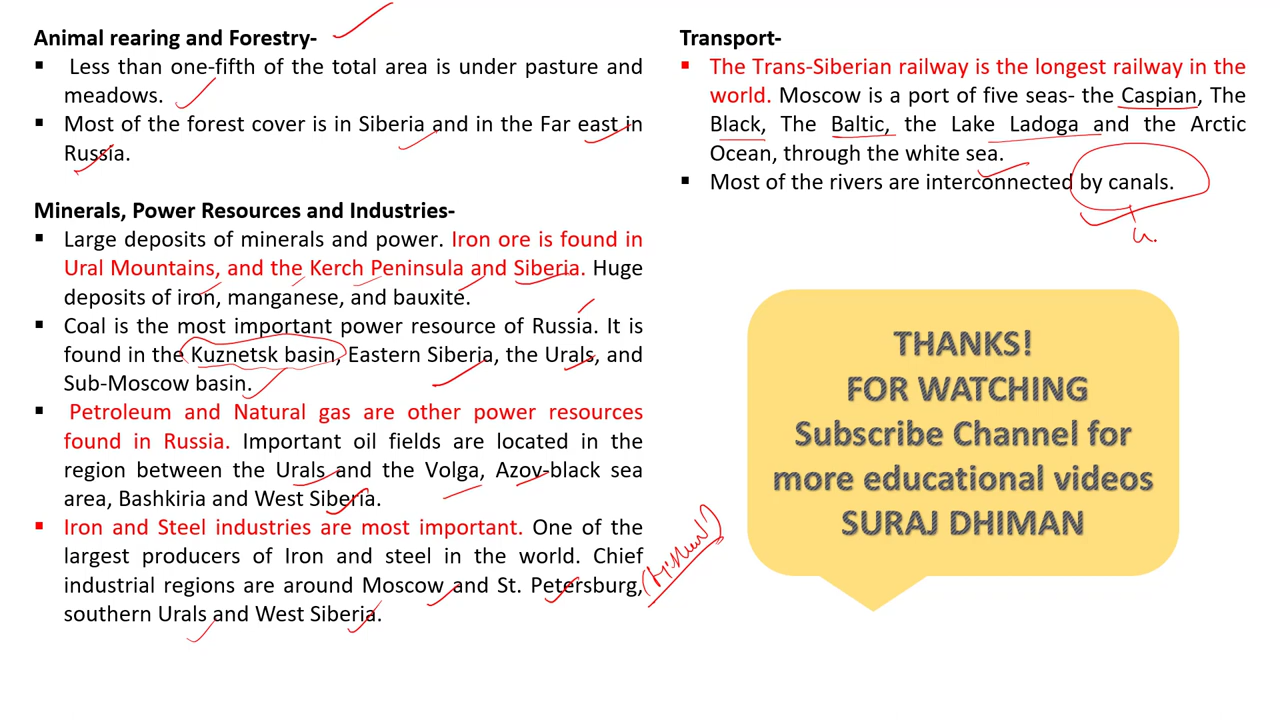 Animal rearing and Forestry-
▪ Less than one-fifth of the total area is under pasture and
meadows.
▪ Most of the forest cover is in Siberia and in the Far east in
Russia.
Minerals, Power Resources and Industries-
▪ Large deposits of minerals and power. Iron ore is found in
Ural Mountains, and the Kerch Peninsula and Siberia. Huge
deposits of iron, manganese, and bauxite.
▪ Coal is the most important power resource of Russia. It is
found in the Kuznetsk basin, Eastern Siberia, the Urals, and
Sub-Moscow basin.
▪ Petroleum and Natural gas are other power resources
found in Russia. Important oil fields are located in the
region between the Urals and the Volga, Azov-black sea
area, Bashkiria and West Siberia.
▪ Iron and Steel industries are most important. One of the
largest producers of Iron and steel in the world. Chief
industrial regions are around Moscow and St. Petersburg,
southern Urals and West Siberia.
Transport-
▪ The Trans-Siberian railway is the longest railway in the
world. Moscow is a port of five seas- the Caspian, The
Black, The Baltic, the Lake Ladoga and the Arctic
Ocean, through the white sea.
▪ Most of the rivers are interconnected by canals.
THANKS!
FOR WATCHING
Subscribe Channel for
more educational videos
SURAJ DHIMAN